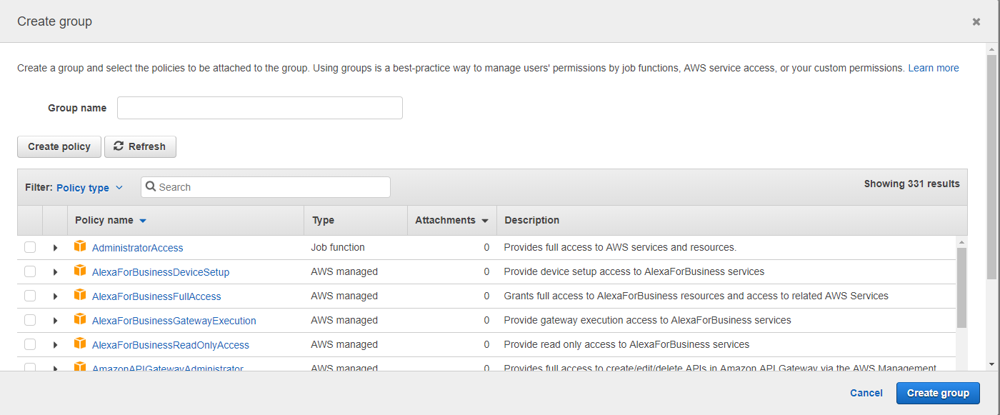 Create group
Create a group and select the policies to be attached to the group. Using groups is a best-practice way to manage users' permissions by job functions, AWS service access, or your custom permissions. Learn more
Group name
Create policy Refresh
Filter: Policy type Search Showing 331 results
Policy name Type Attachments Description
AdministratorAccess Job function 0 Provides full access to AWS services and resources.
AlexaForBusinessDeviceSetup AWS managed 0 Provide device setup access to AlexaForBusiness services
AlexaForBusinessFullAccess AWS managed 0 Grants full access to AlexaForBusiness resources and access to related AWS Services
AlexaForBusinessGatewayExecution AWS managed 0 Provide gateway execution access to AlexaForBusiness services
AlexaForBusinessReadOnlyAccess AWS managed 0 Provide read only access to AlexaForBusiness services
AmazonAPIGatewayAdministrator AWS managed 0 Provides full access to create/edit/delete APIs in Amazon API Gateway via the AWS Management
Cancel Create group